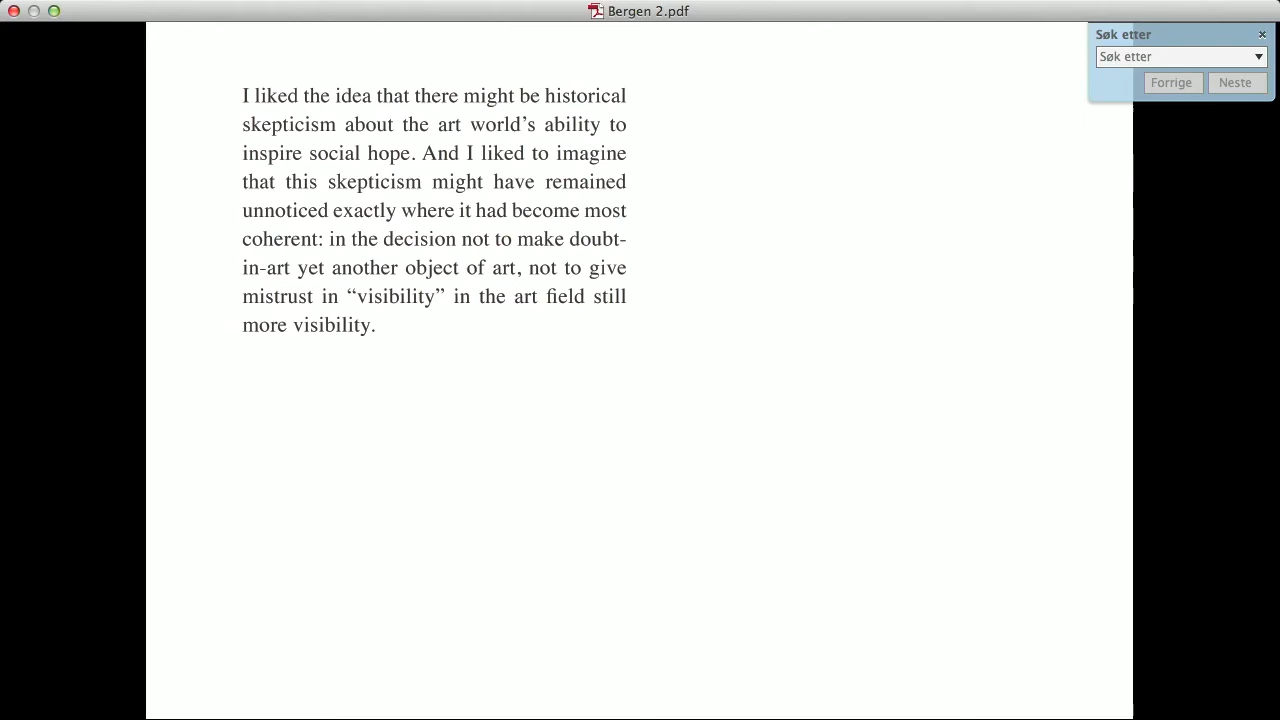 Bergen 2.pdf
Søk etter
Søk etter
Forrige Neste
I liked the idea that there might be historical
skepticism about the art world’s ability to
inspire social hope. And I liked to imagine
that this skepticism might have remained
unnoticed exactly where it had become most
coherent: in the decision not to make doubt-
in-art yet another object of art, not to give
mistrust in “visibility” in the art field still
more visibility.